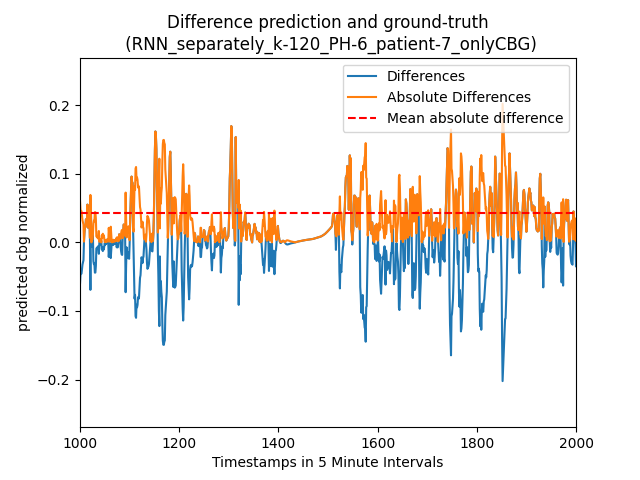 Difference prediction and ground-truth
(RNN_separately_k-120_PH-6_patient-7_onlyCBG)
Differences
Absolute Differences
Mean absolute difference
predicted cbg normalized
0.2
0.1
0.0
−0.1
−0.2
1000 1200 1400 1600 1800 2000
Timestamps in 5 Minute Intervals